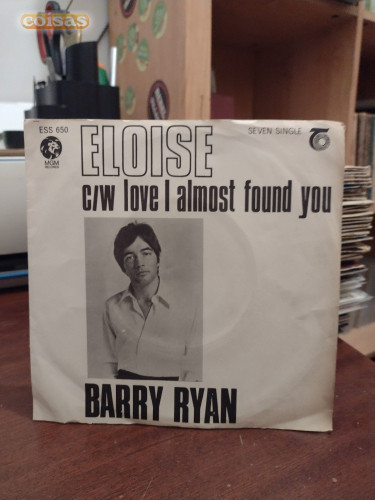 coisas
ESS 650
SEVEN SINGLE
MGM
RECORDS
ELOISE
c/w love I almost found you
BARRY RYAN